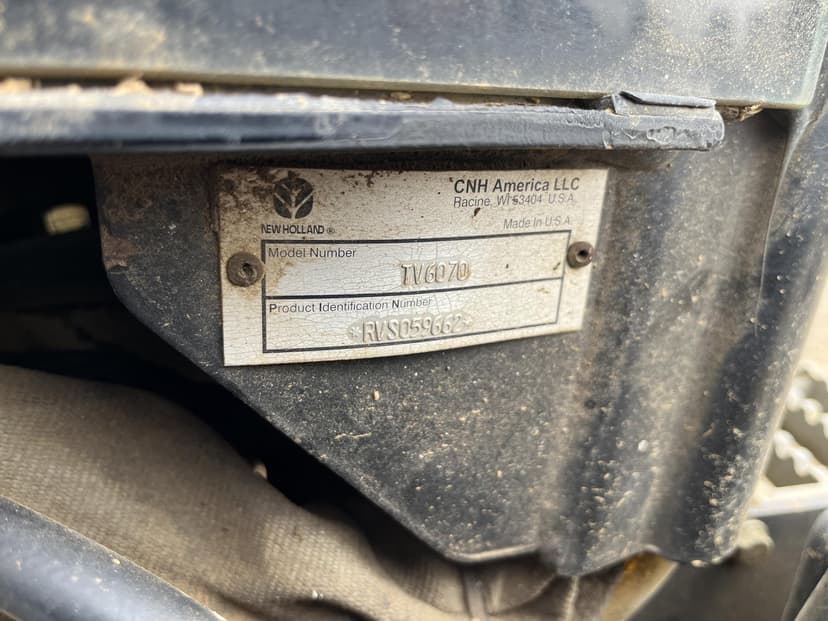 CNH America LLC
Racine, WI 53404 U.S.A.
NEW HOLLAND ®
Made In U.S.A.
Model Number
TV6070
Product Identification Number
*RVS059662*